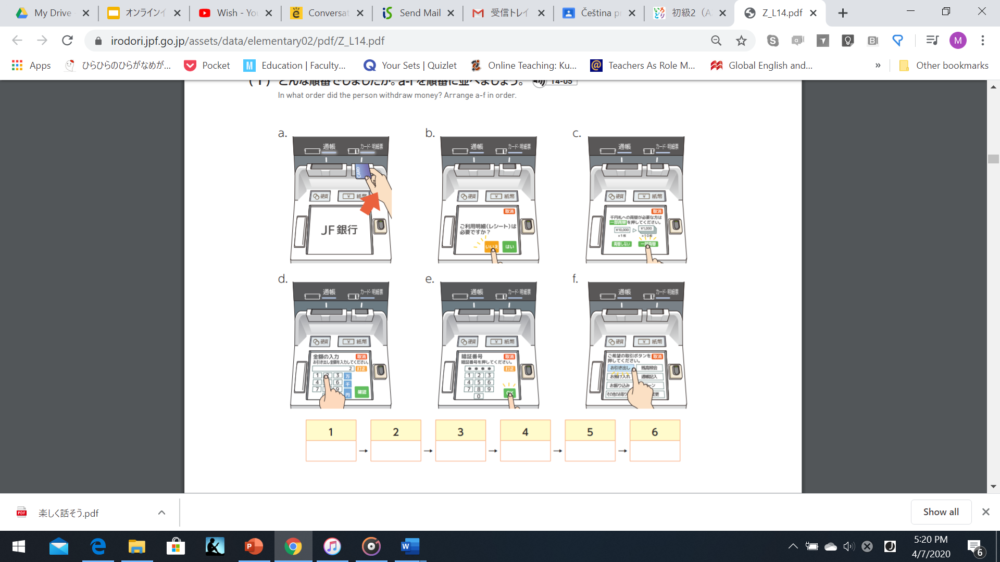 My Drive
オンラインイ
Wish - Yo
Conversat
Send Mail
受信トレイ
Čeština pr
初級2（A
Z_L14.pdf
irodori.jpf.go.jp/assets/data/elementary02/pdf/Z_L14.pdf
M
Apps
ひらひらのひらがなめが...
Pocket
Education | Faculty...
Your Sets | Quizlet
Online Teaching: Ku...
Teachers As Role M...
Global English and...
»
Other bookmarks
(1) どんな順番でしましたか。a-fを順番に並べましょう。 14-05
In what order did the person withdraw money? Arrange a-f in order.
a.
通帳 カード・明細票
CARD
硬貨 ¥ 紙幣
JF 銀行
b.
通帳 カード・明細票
硬貨 ¥ 紙幣
取消
ご利用明細（レシート）は
必要ですか？
いいえ はい
c.
通帳 カード・明細票
硬貨 ¥ 紙幣
取消
千円札への両替が必要な方は
一部両替を押してください。
¥10,000 ¥1,000
×1枚 ×10枚
両替しない 一部両替
d.
通帳 カード・明細票
硬貨 ¥ 紙幣
金額の入力 取消
お引き出し金額を入力してください。
2 訂正
1 2 3 万
4 6 千
7 9 円
確認
e.
通帳 カード・明細票
硬貨 ¥ 紙幣
暗証番号 取消
暗証番号を押してください。
＊＊＊＊ 訂正
1 2 3
4 5 6
7 8 9
0
OK
f.
通帳 カード・明細票
硬貨 ¥ 紙幣
ご希望の取引ボタンを 取消
押してください。
お引き出し 残高照会
お預け入れ 通帳記入
お振り込み ーン
その他のお取り 変更
1 2 3 4 5 6
→ → → → →
楽しく話そう.pdf
Show all
5:20 PM
4/7/2020
6